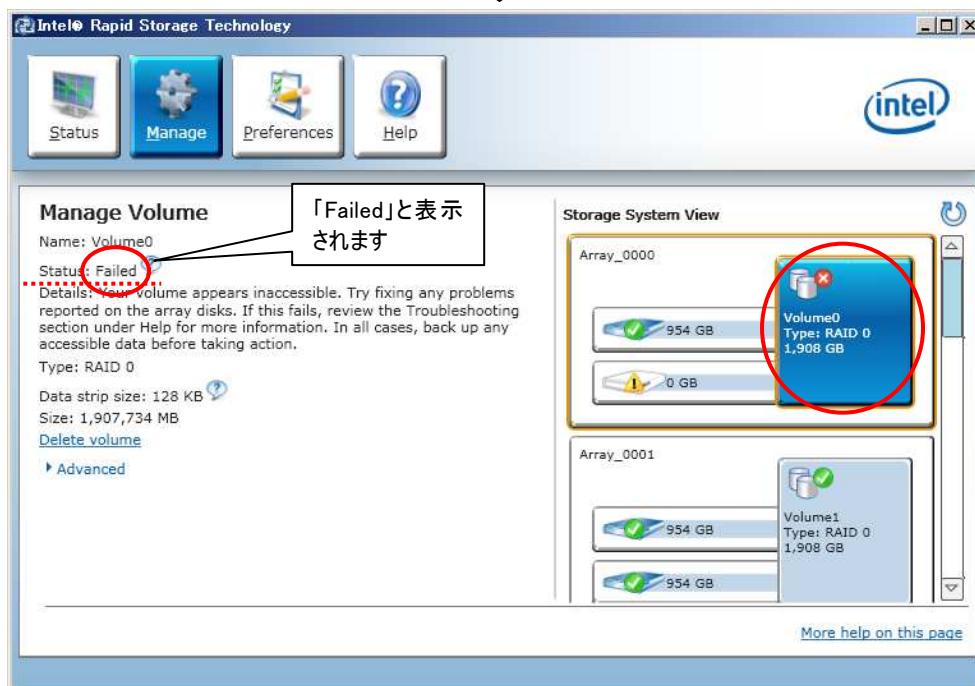 Intel® Rapid Storage Technology
Status
Manage
Preferences
Help
intel
Manage Volume
Name: Volume0
Status: Failed
「Failed」と表示
されます
Details: Your volume appears inaccessible. Try fixing any problems
reported on the array disks. If this fails, review the Troubleshooting
section under Help for more information. In all cases, back up any
accessible data before taking action.
Type: RAID 0
Data strip size: 128 KB
Size: 1,907,734 MB
Delete volume
Advanced
Storage System View
Array_0000
954 GB
0 GB
Volume0
Type: RAID 0
1,908 GB
Array_0001
954 GB
954 GB
Volume1
Type: RAID 0
1,908 GB
More help on this page